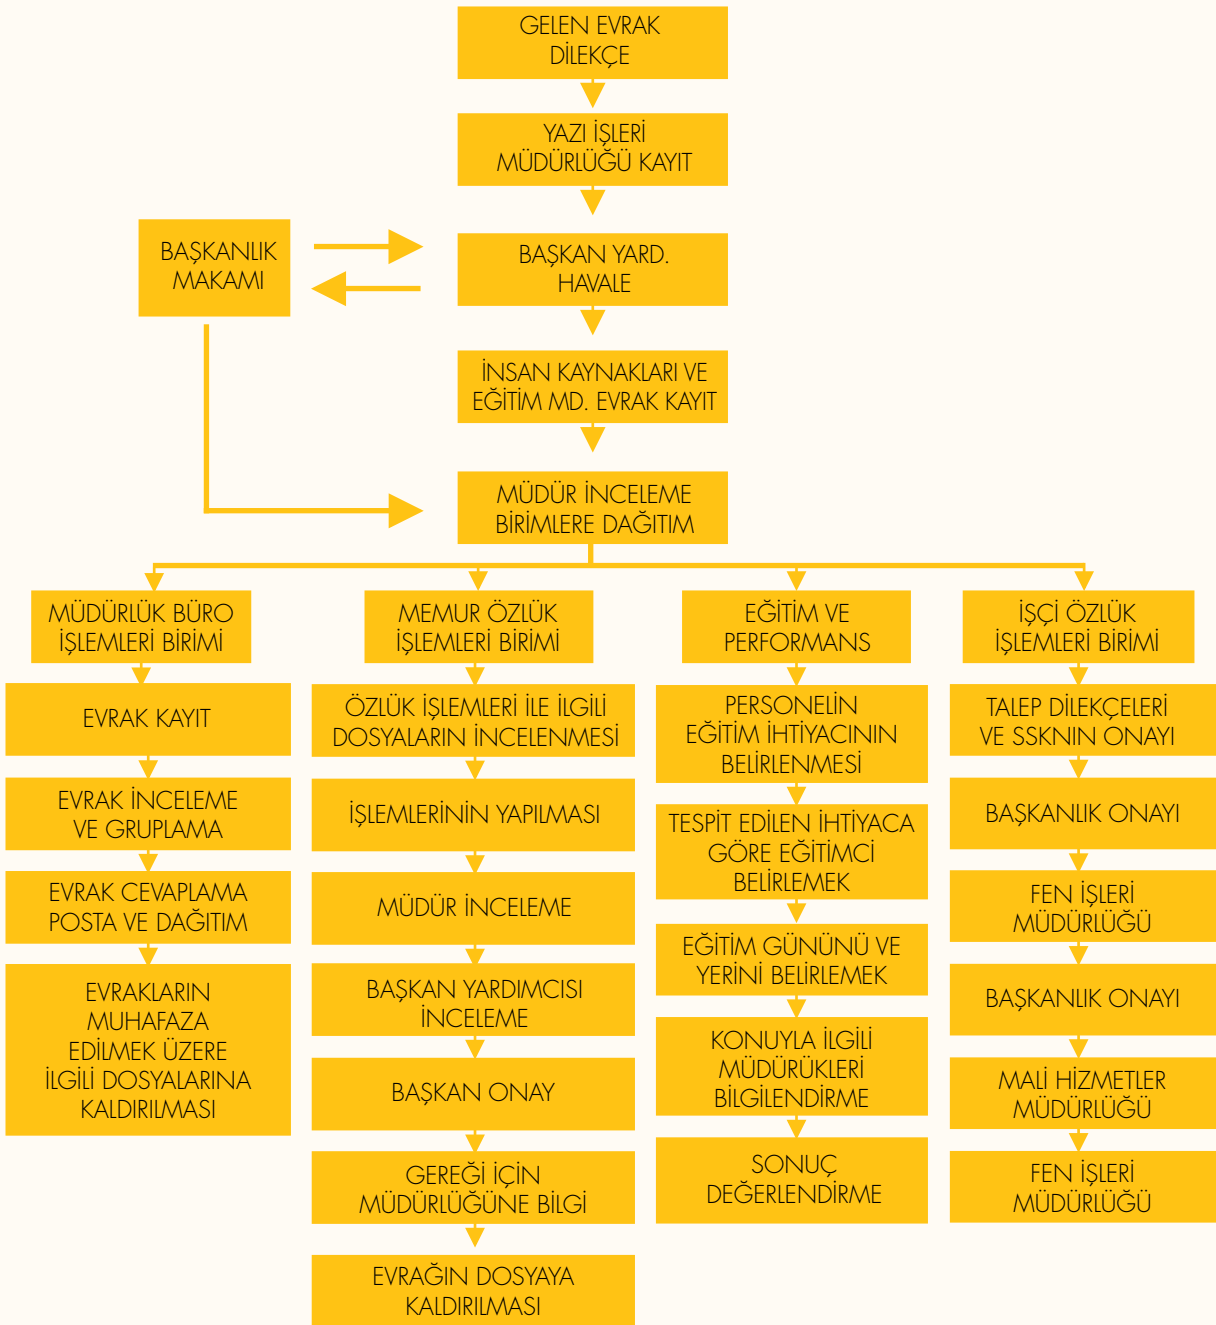 GELEN EVRAK
DİLEKÇE
YAZI İŞLERİ
MÜDÜRLÜĞÜ KAYIT
BAŞKANLIK
MAKAMI
BAŞKAN YARD.
HAVALE
İNSAN KAYNAKLARI VE
EĞİTİM MD. EVRAK KAYIT
MÜDÜR İNCELEME
BİRİMLERE DAĞITIM
MÜDÜRLÜK BÜRO
İŞLEMLERİ BİRİMİ
EVRAK KAYIT
EVRAK İNCELEME
VE GRUPLAMA
EVRAK CEVAPLAMA
POSTA VE DAĞITIM
EVRAKLARIN
MUHAFAZA
EDİLMEK ÜZERE
İLGİLİ DOSYALARINA
KALDIRILMASI
MEMUR ÖZLÜK
İŞLEMLERİ BİRİMİ
ÖZLÜK İŞLEMLERİ İLE İLGİLİ
DOSYALARIN İNCELENMESİ
İŞLEMLERİNİN YAPILMASI
MÜDÜR İNCELEME
BAŞKAN YARDIMCISI
İNCELEME
BAŞKAN ONAY
GEREĞİ İÇİN
MÜDÜRLÜĞÜNE BİLGİ
EVRAĞIN DOSYAYA
KALDIRILMASI
EĞİTİM VE
PERFORMANS
PERSONELİN
EĞİTİM İHTİYACININ
BELİRLENMESİ
TESPİT EDİLEN İHTİYACA
GÖRE EĞİTİMCİ
BELİRLEMEK
EĞİTİM GÜNÜNÜ VE
YERİNİ BELİRLEMEK
KONUYLA İLGİLİ
MÜDÜRÜKLERİ
BİLGİLENDİRME
SONUÇ
DEĞERLENDİRME
İŞÇİ ÖZLÜK
İŞLEMLERİ BİRİMİ
TALEP DİLEKÇELERİ
VE SSKNIN ONAYI
BAŞKANLIK ONAYI
FEN İŞLERİ
MÜDÜRLÜĞÜ
BAŞKANLIK ONAYI
MALİ HİZMETLER
MÜDÜRLÜĞÜ
FEN İŞLERİ
MÜDÜRLÜĞÜ